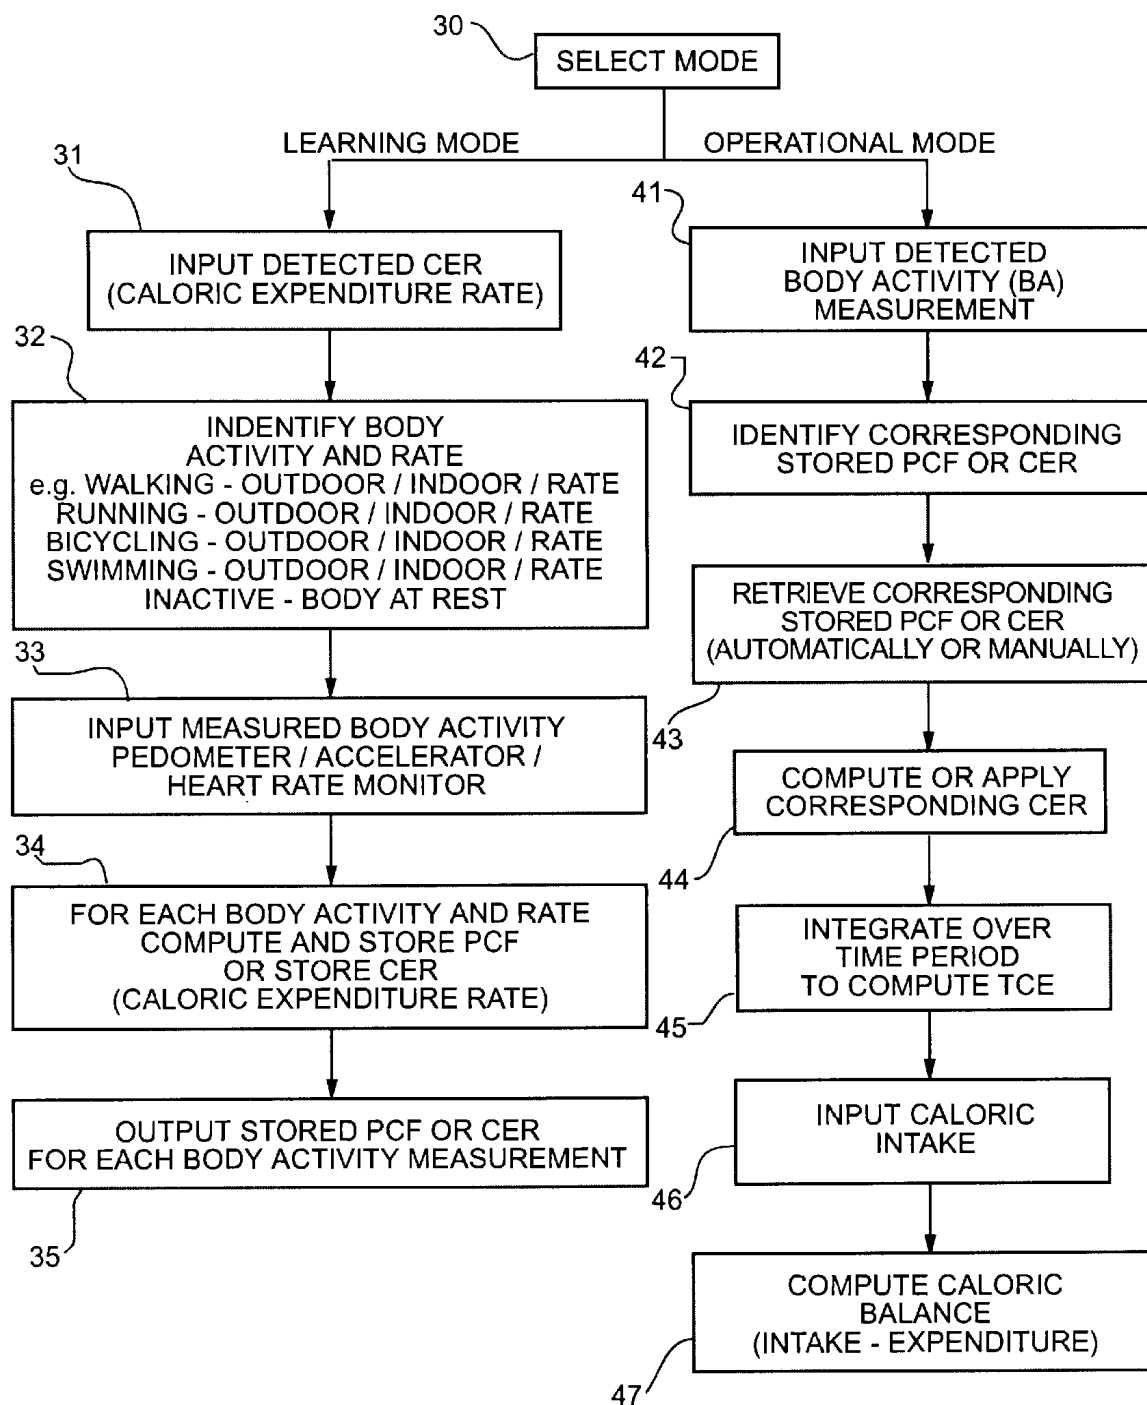 30
SELECT MODE
LEARNING MODE
OPERATIONAL MODE
31
INPUT DETECTED CER
(CALORIC EXPENDITURE RATE)
32
INDENTIFY BODY
ACTIVITY AND RATE
e.g. WALKING - OUTDOOR / INDOOR / RATE
RUNNING - OUTDOOR / INDOOR / RATE
BICYCLING - OUTDOOR / INDOOR / RATE
SWIMMING - OUTDOOR / INDOOR / RATE
INACTIVE - BODY AT REST
33
INPUT MEASURED BODY ACTIVITY
PEDOMETER / ACCELERATOR /
HEART RATE MONITOR
34
FOR EACH BODY ACTIVITY AND RATE
COMPUTE AND STORE PCF
OR STORE CER
(CALORIC EXPENDITURE RATE)
OUTPUT STORED PCF OR CER
FOR EACH BODY ACTIVITY MEASUREMENT
35
41
INPUT DETECTED
BODY ACTIVITY (BA)
MEASUREMENT
42
IDENTIFY CORRESPONDING
STORED PCF OR CER
RETRIEVE CORRESPONDING
STORED PCF OR CER
(AUTOMATICALLY OR MANUALLY)
43
COMPUTE OR APPLY
CORRESPONDING CER
44
INTEGRATE OVER
TIME PERIOD
TO COMPUTE TCE
45
INPUT CALORIC
INTAKE
46
COMPUTE CALORIC
BALANCE
(INTAKE - EXPENDITURE)
47